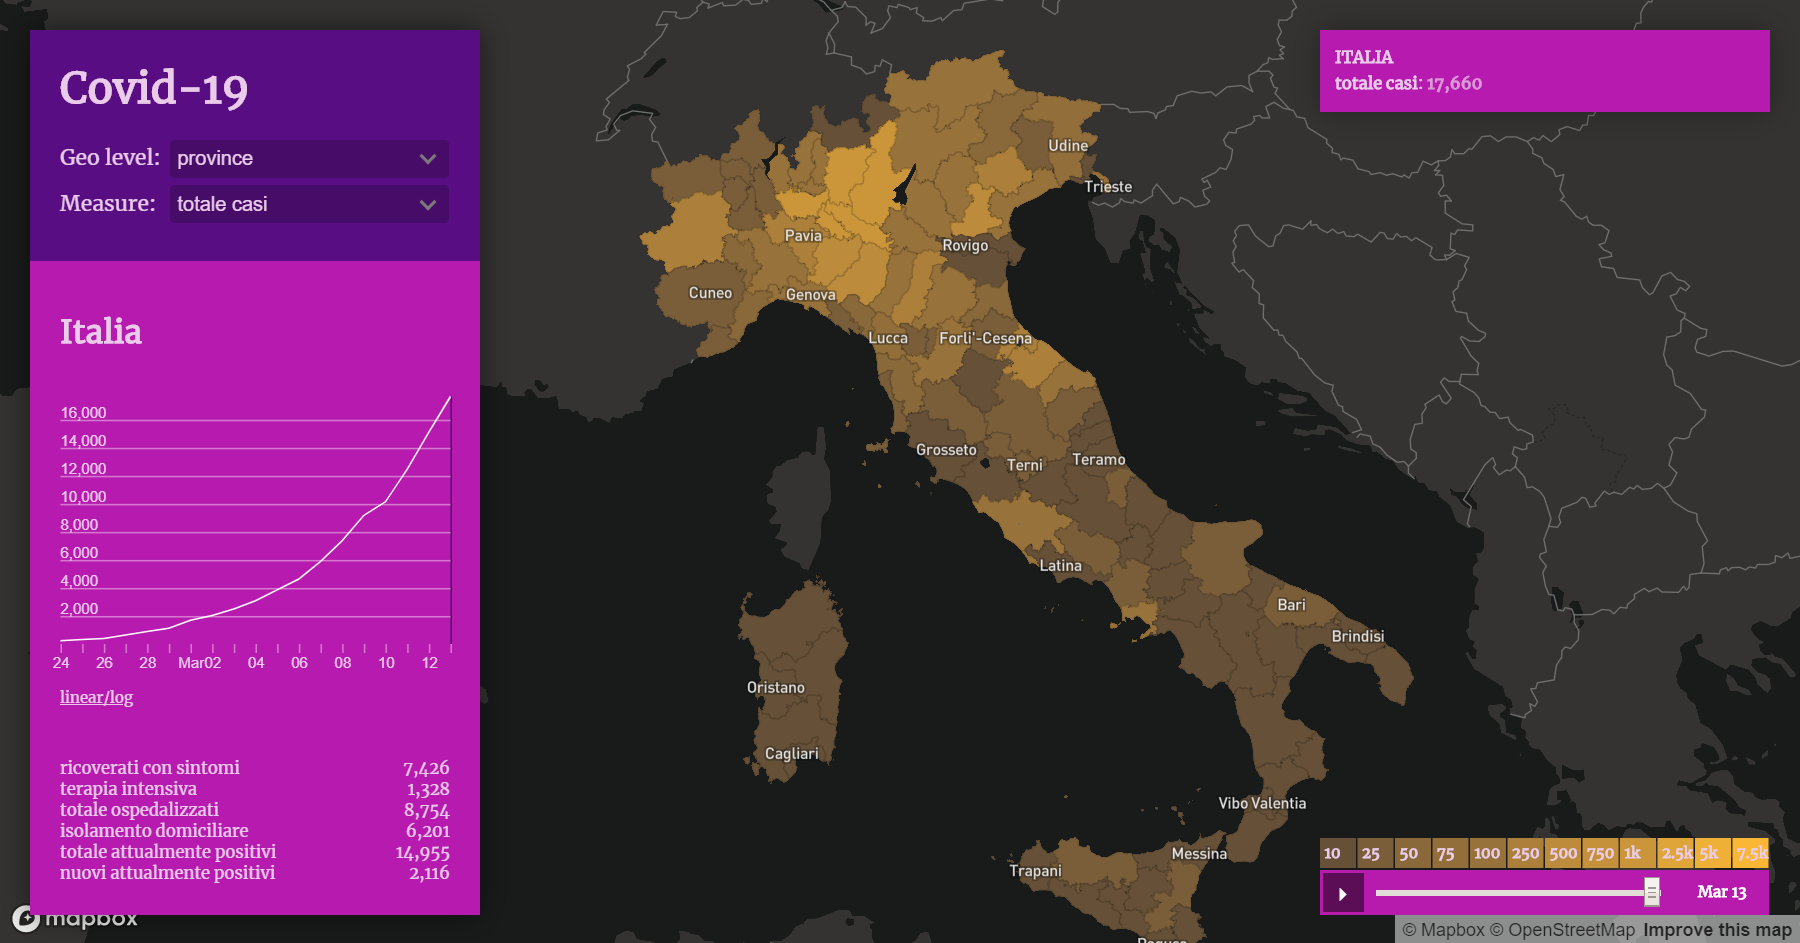 Covid-19
Geo level: province
Measure: totale casi
Italia
16,000
14,000
12,000
10,000
8,000
6,000
4,000
2,000
24 26 28 Mar02 04 06 08 10 12
linear/log
ricoverati con sintomi 7,426
terapia intensiva 1,328
totale ospedalizzati 8,754
isolamento domiciliare 6,201
totale attualmente positivi 14,955
nuovi attualmente positivi 2,116
mapbox
Udine
Trieste
Pavia
Rovigo
Cuneo
Genova
Lucca
Forli'-Cesena
Grosseto
Terni
Teramo
Latina
Bari
Brindisi
Oristano
Cagliari
Vibo Valentia
Messina
Trapani
ITALIA
totale casi: 17,660
10 25 50 75 100 250 500 750 1k 2.5k 5k 7.5k
Mar 13
© Mapbox © OpenStreetMap Improve this map